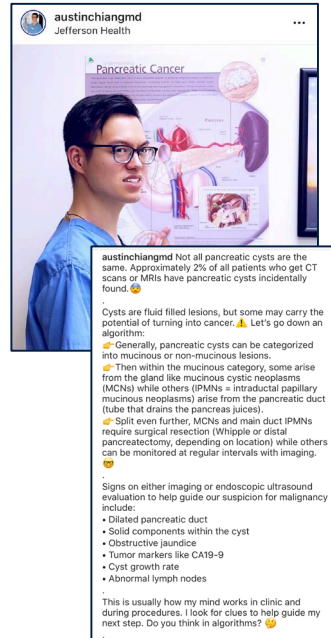 austinchiangmd
Jefferson Health
Pancreatic Cancer
austinchiangmd Not all pancreatic cysts are the
same. Approximately 2% of all patients who get CT
scans or MRIs have pancreatic cysts incidentally
found.😨
.
Cysts are fluid filled lesions, but some may carry the
potential of turning into cancer.⚠️ Let's go down an
algorithm:
👉Generally, pancreatic cysts can be categorized
into mucinous or non-mucinous lesions.
👉Then within the mucinous category, some arise
from the gland like mucinous cystic neoplasms
(MCNs) while others (IPMNs = intraductal papillary
mucinous neoplasms) arise from the pancreatic duct
(tube that drains the pancreas juices).
👉Split even further, MCNs and main duct IPMNs
require surgical resection (Whipple or distal
pancreatectomy, depending on location) while others
can be monitored at regular intervals with imaging.
🤓
.
Signs on either imaging or endoscopic ultrasound
evaluation to help guide our suspicion for malignancy
include:
• Dilated pancreatic duct
• Solid components within the cyst
• Obstructive jaundice
• Tumor markers like CA19-9
• Cyst growth rate
• Abnormal lymph nodes
.
This is usually how my mind works in clinic and
during procedures. I look for clues to help guide my
next step. Do you think in algorithms? 🤔
.